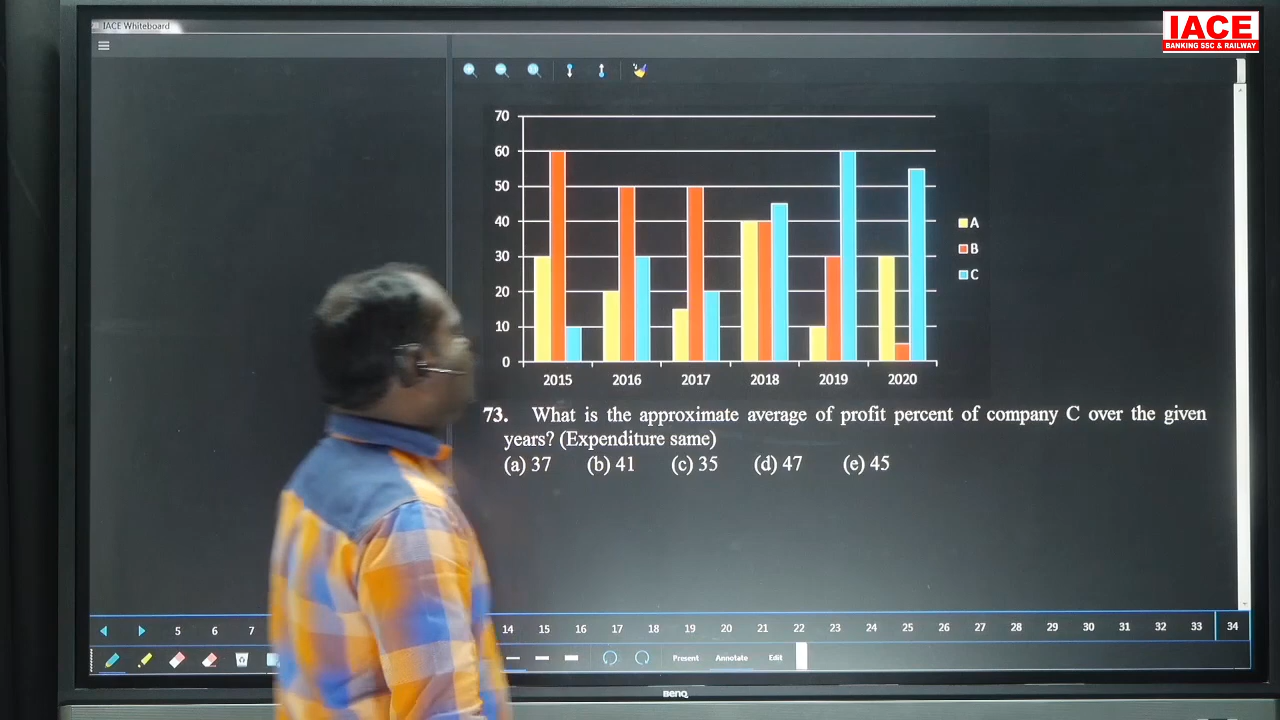 IACE Whiteboard
IACE
BANKING SSC & RAILWAY
70
60
50
40
30
20
10
0
2015 2016 2017 2018 2019 2020
A
B
C
73. What is the approximate average of profit percent of company C over the given
years? (Expenditure same)
(a) 37 (b) 41 (c) 35 (d) 47 (e) 45
5 6 7 14 15 16 17 18 19 20 21 22 23 24 25 26 27 28 29 30 31 32 33 34
Present Annotate Edit
BenQ